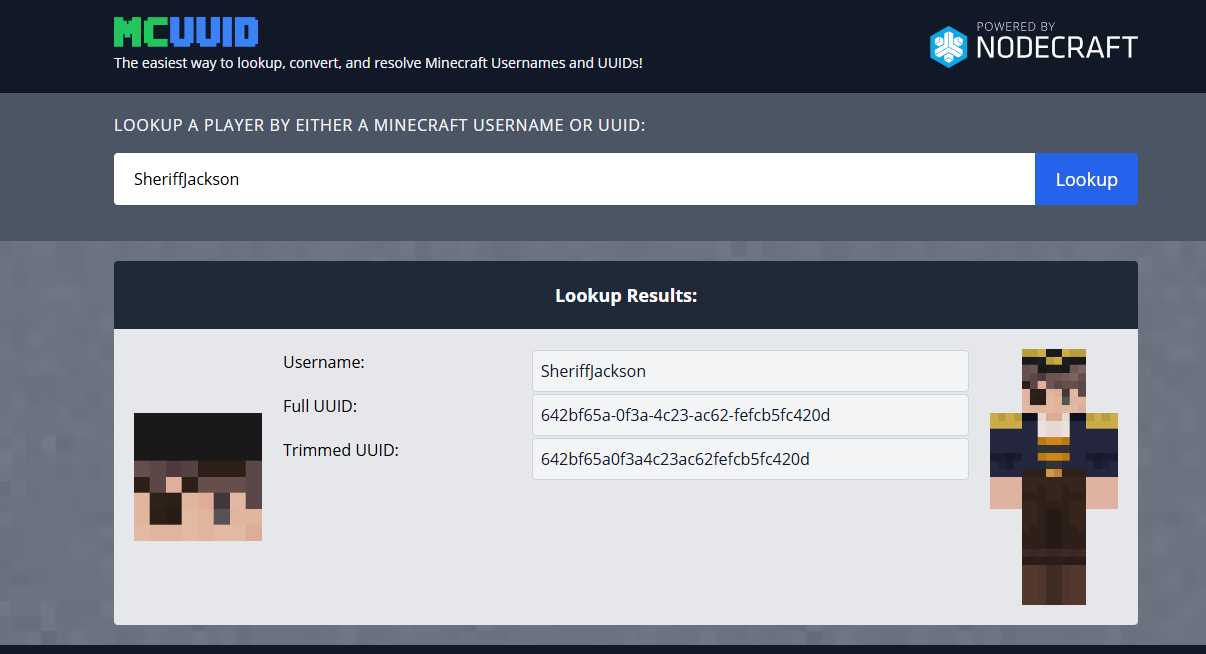 MCUUID
The easiest way to lookup, convert, and resolve Minecraft Usernames and UUIDs!
POWERED BY
NODECRAFT
LOOKUP A PLAYER BY EITHER A MINECRAFT USERNAME OR UUID:
SheriffJackson
Lookup
Lookup Results:
Username:
SheriffJackson
Full UUID:
642bf65a-0f3a-4c23-ac62-fefcb5fc420d
Trimmed UUID:
642bf65a0f3a4c23ac62fefcb5fc420d